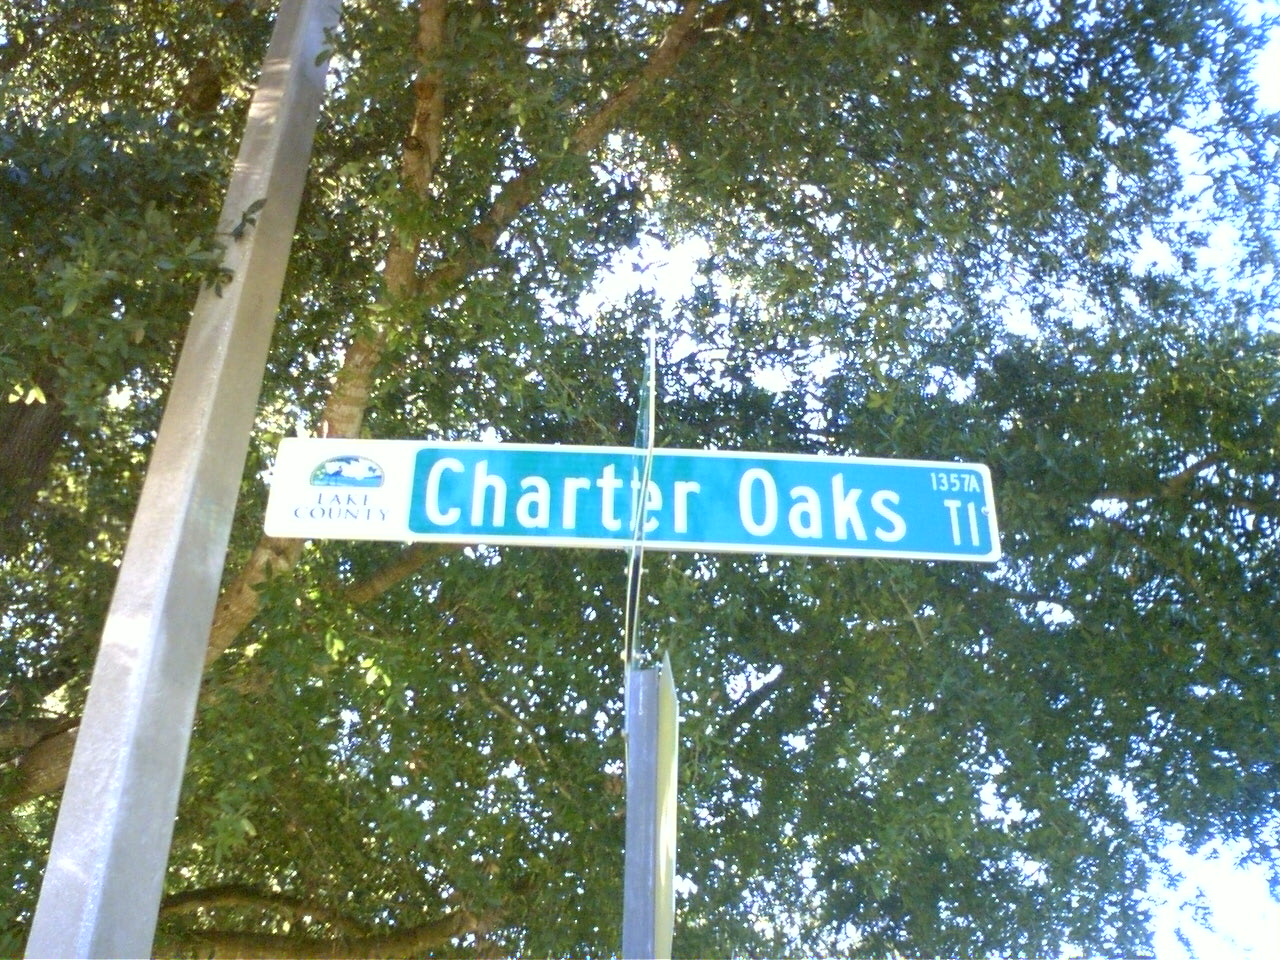 LAKE
COUNTY
Charter Oaks
1357A
Tl